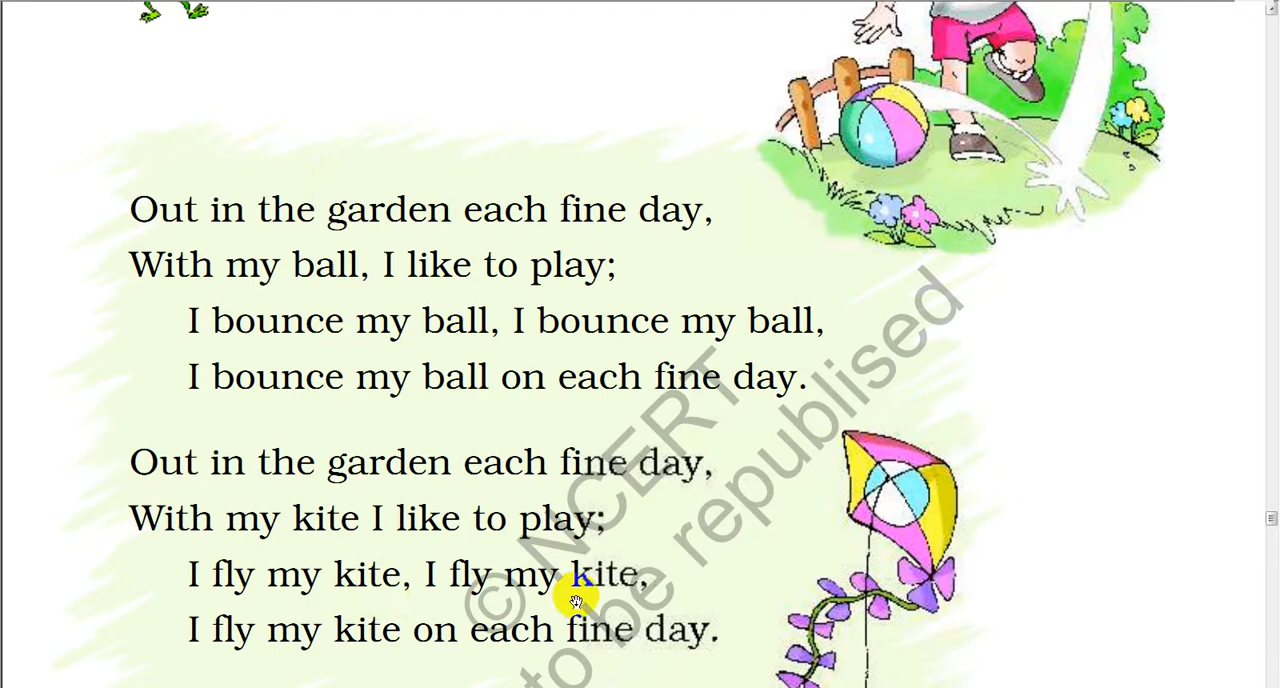 Out in the garden each fine day,
With my ball, I like to play;
I bounce my ball, I bounce my ball,
I bounce my ball on each fine day.
Out in the garden each fine day,
With my kite I like to play;
I fly my kite, I fly my kite,
I fly my kite on each fine day.
© NCERT
to be republised